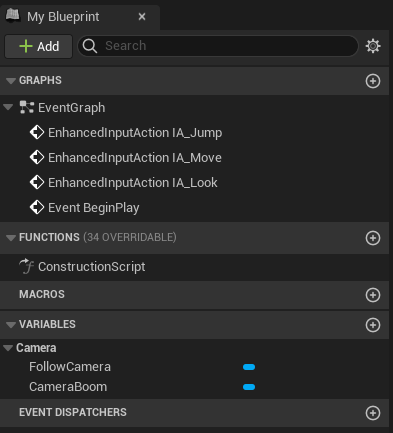 My Blueprint
Add Search
GRAPHS
EventGraph
EnhancedInputAction IA_Jump
EnhancedInputAction IA_Move
EnhancedInputAction IA_Look
Event BeginPlay
FUNCTIONS (34 OVERRIDABLE)
ConstructionScript
MACROS
VARIABLES
Camera
FollowCamera
CameraBoom
EVENT DISPATCHERS